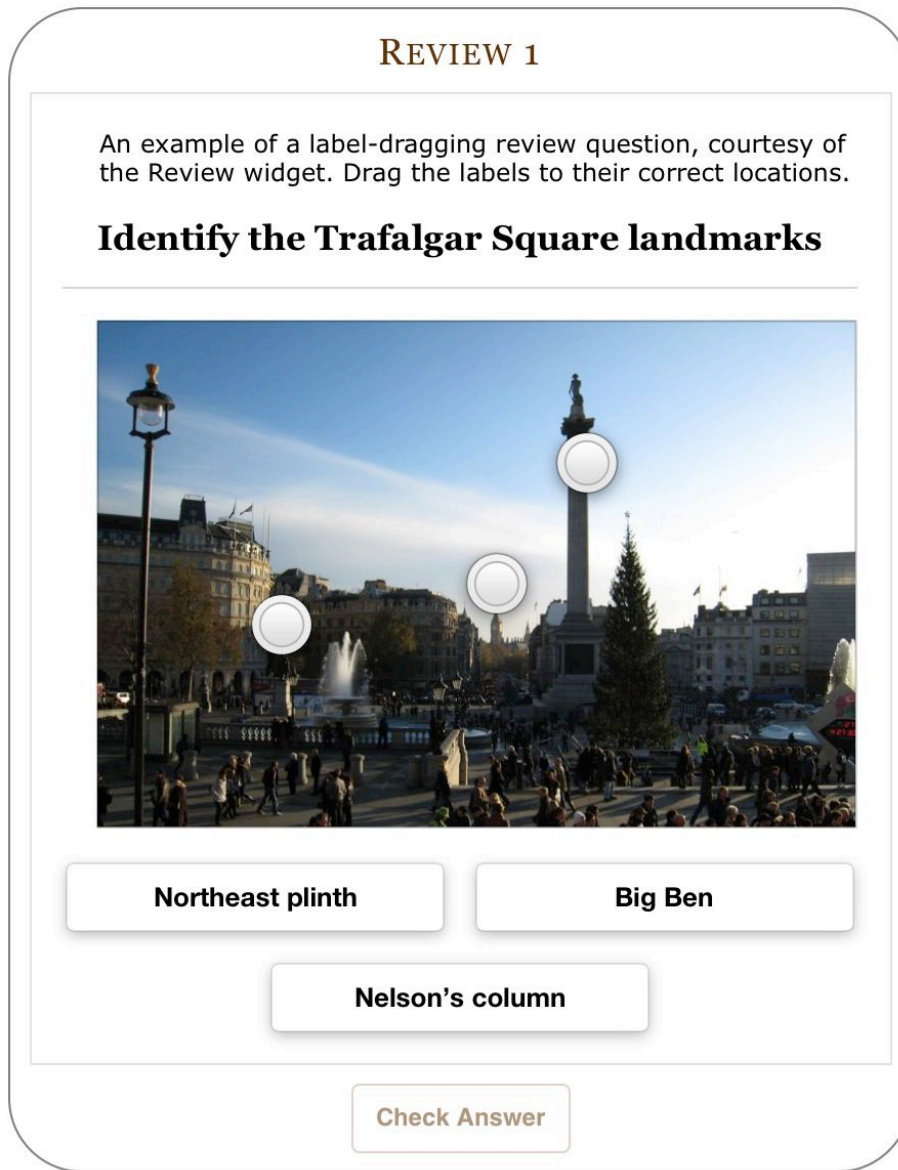 REVIEW 1
An example of a label-dragging review question, courtesy of
the Review widget. Drag the labels to their correct locations.
Identify the Trafalgar Square landmarks
Northeast plinth
Big Ben
Nelson’s column
Check Answer